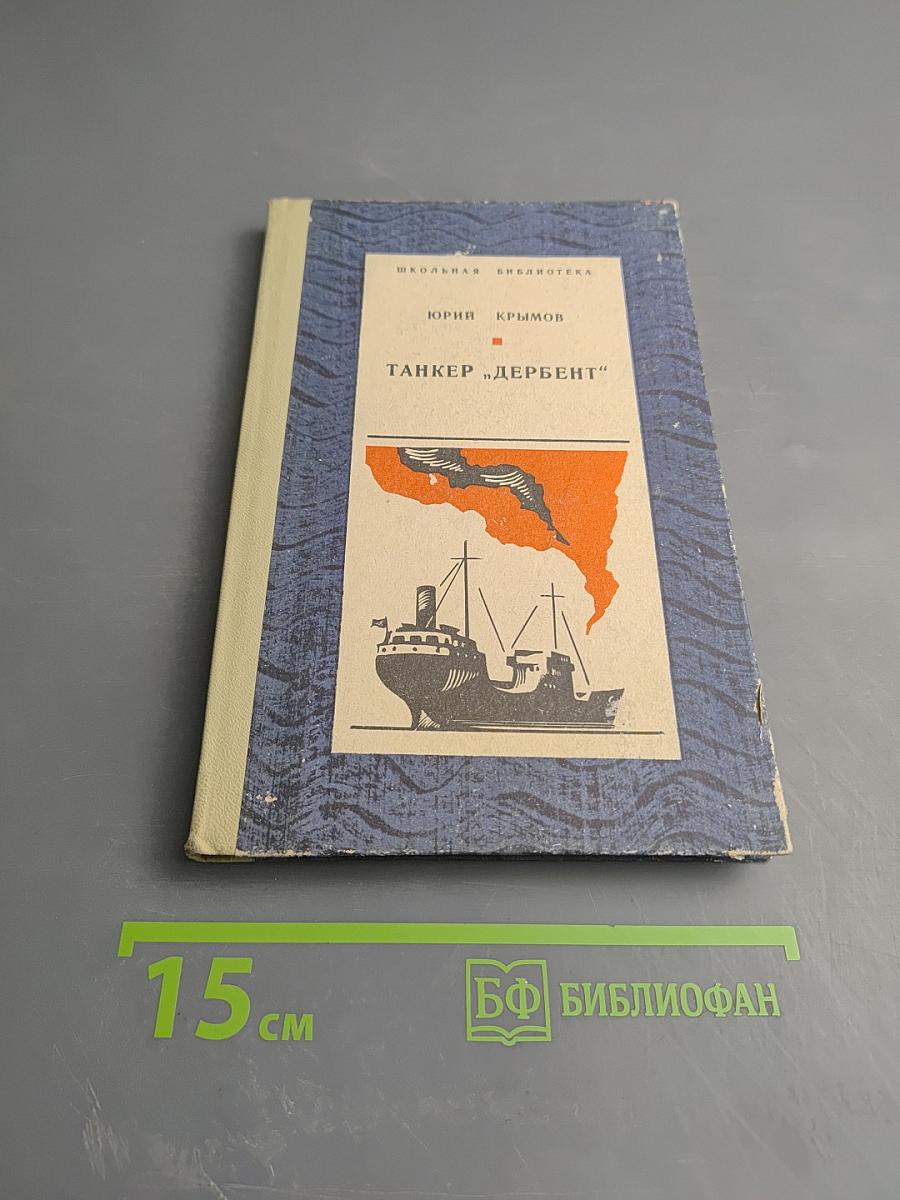 ШКОЛЬНАЯ БИБЛИОТЕКА
ЮРИЙ КРЫМОВ
ТАНКЕР „ДЕРБЕНТ“
15 см
БФ БИБЛИОФАН